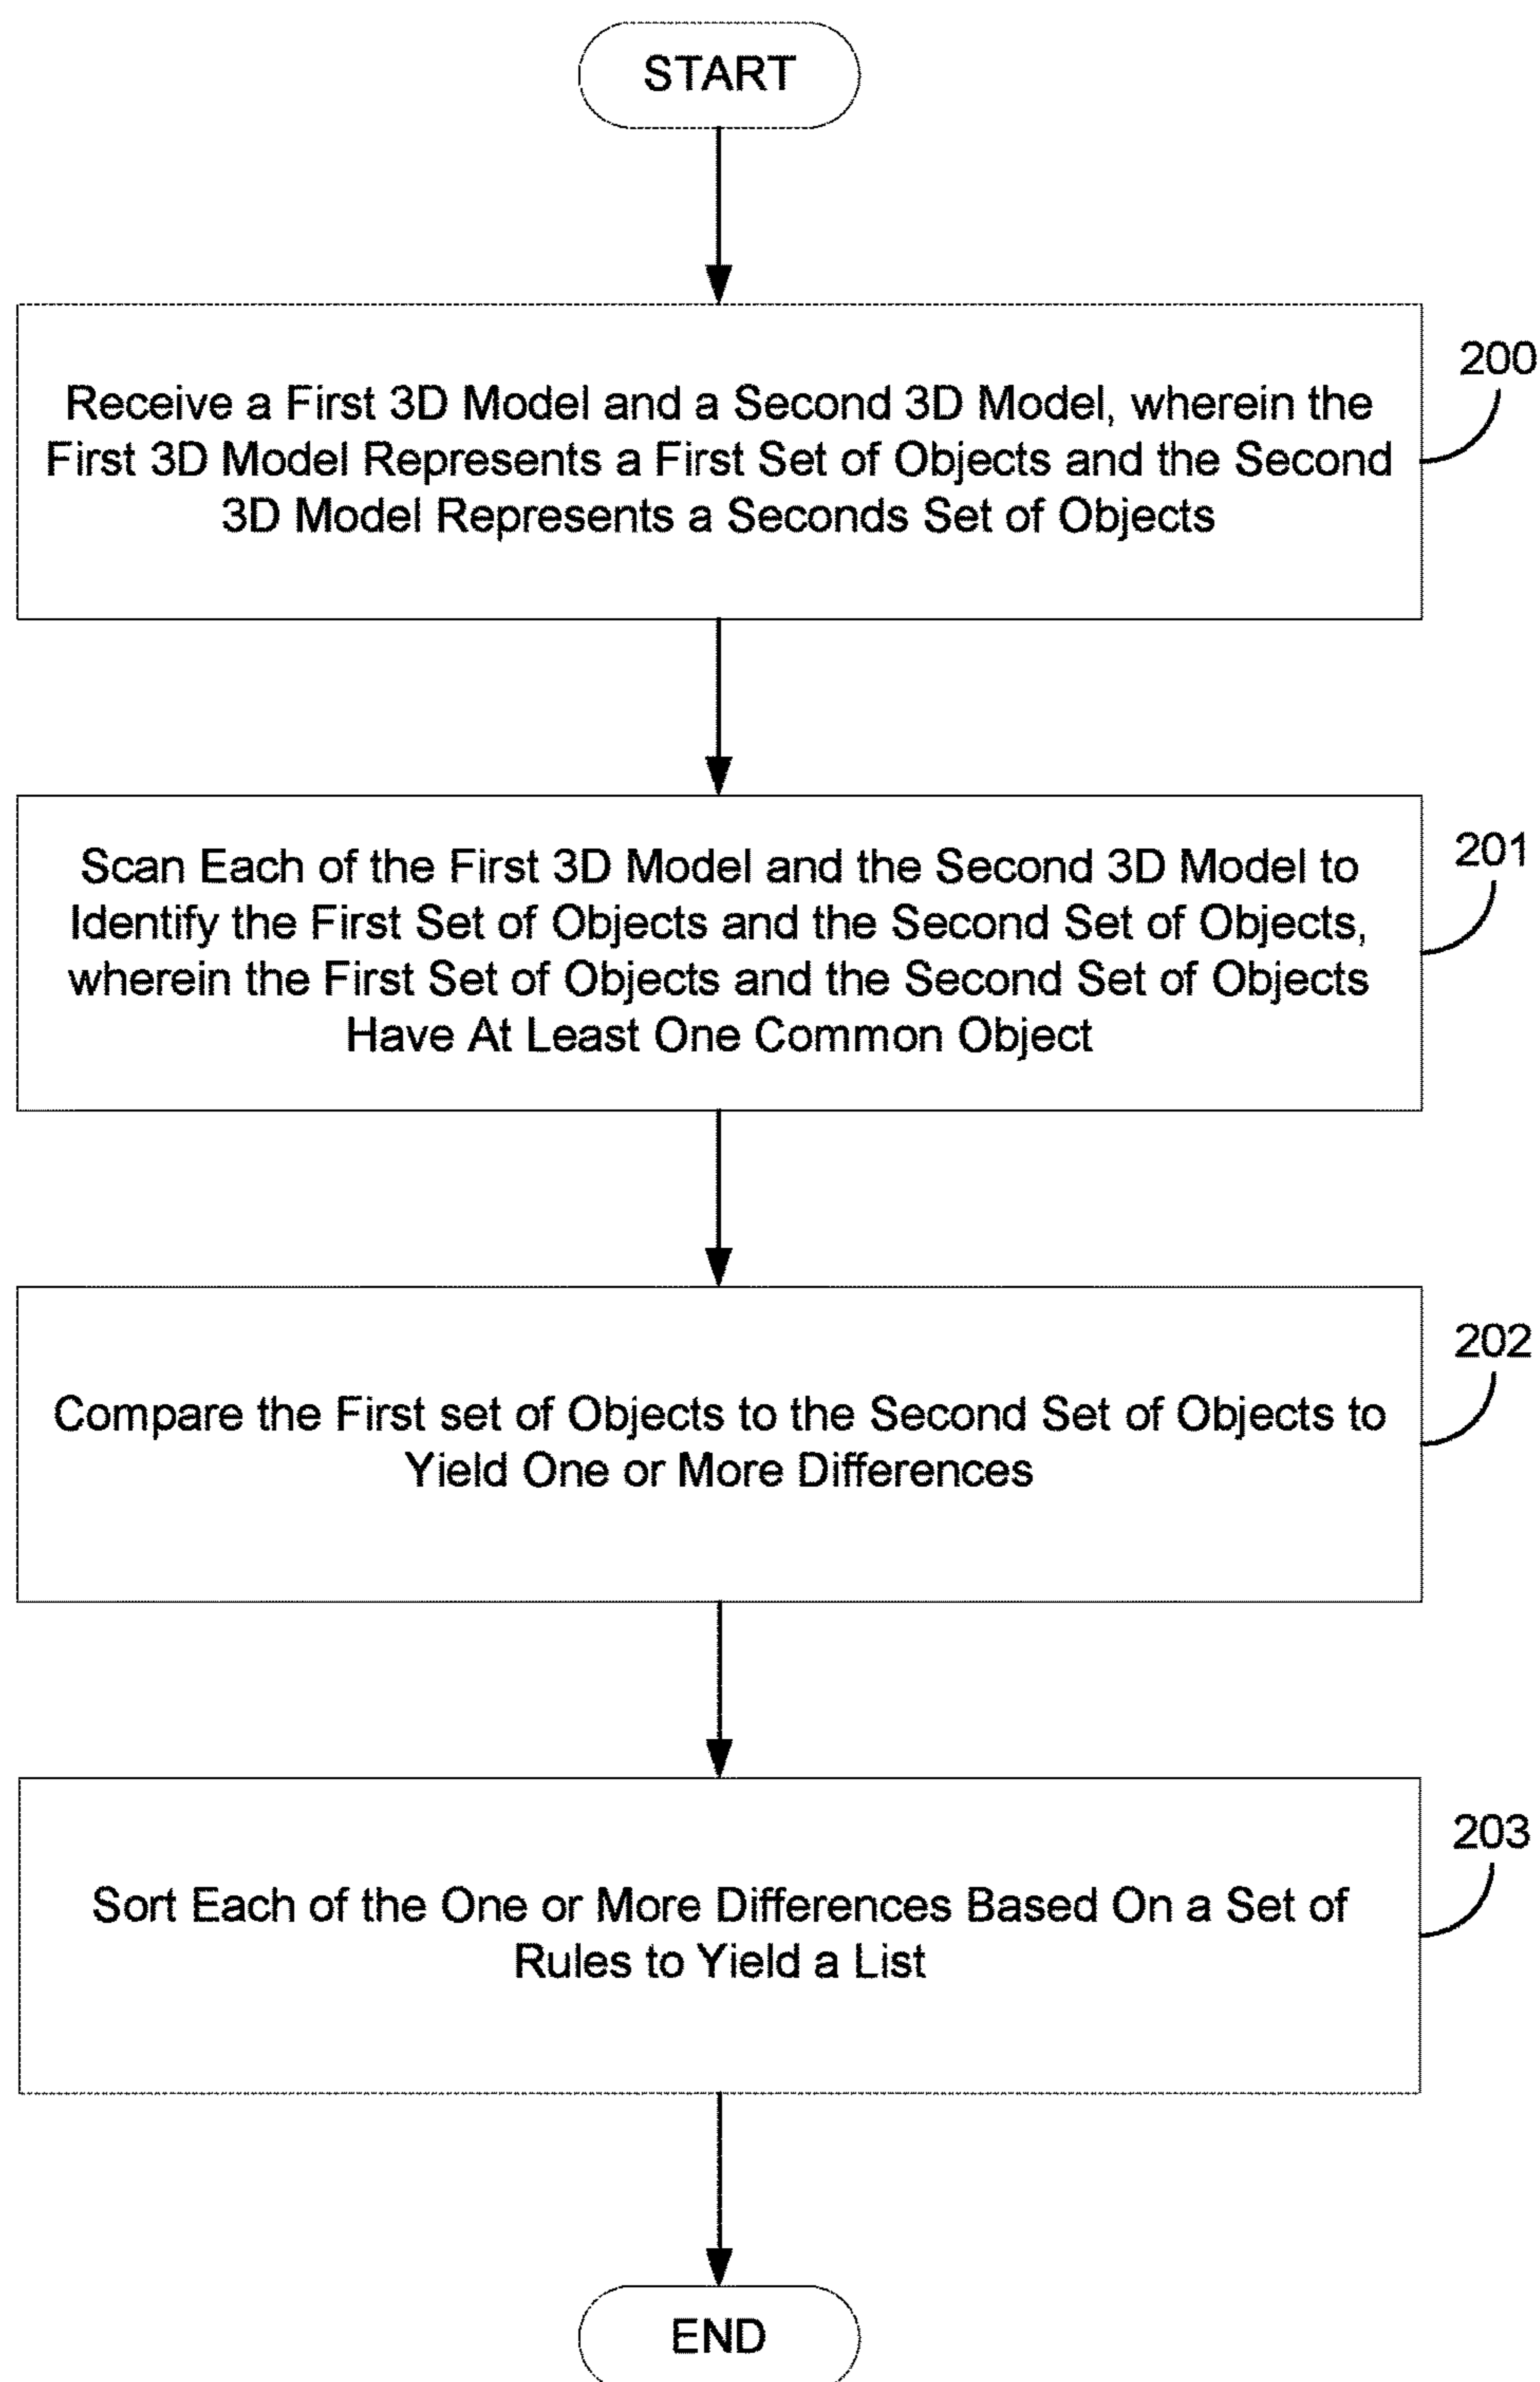 START
200
Receive a First 3D Model and a Second 3D Model, wherein the
First 3D Model Represents a First Set of Objects and the Second
3D Model Represents a Seconds Set of Objects
201
Scan Each of the First 3D Model and the Second 3D Model to
Identify the First Set of Objects and the Second Set of Objects,
wherein the First Set of Objects and the Second Set of Objects
Have At Least One Common Object
202
Compare the First set of Objects to the Second Set of Objects to
Yield One or More Differences
203
Sort Each of the One or More Differences Based On a Set of
Rules to Yield a List
END